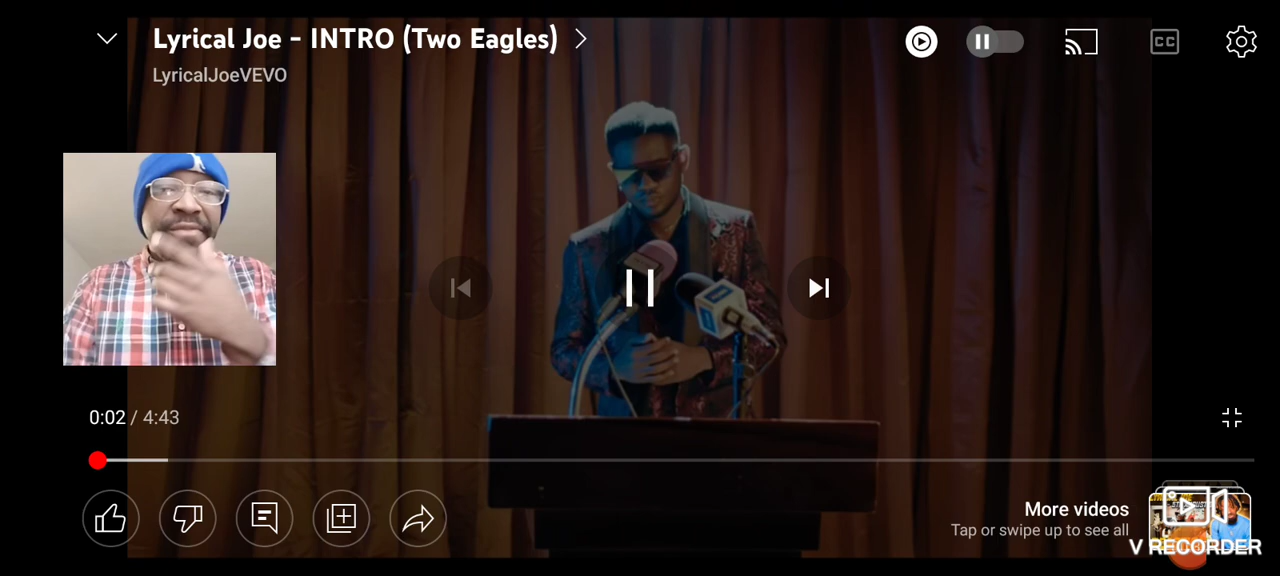 Lyrical Joe - INTRO (Two Eagles)
LyricalJoeVEVO
CC
0:02 / 4:43
More videos
Tap or swipe up to see all
V RECORDER